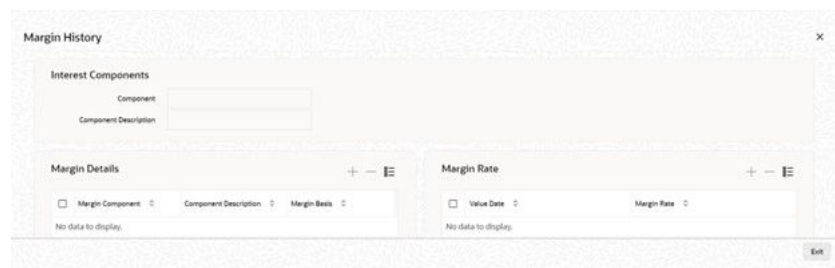 Margin History
Interest Components
Component
Component Description
Margin Details
Margin Component Component Description Margin Basis
No data to display.
Margin Rate
Value Date Margin Rate
No data to display.
Exit